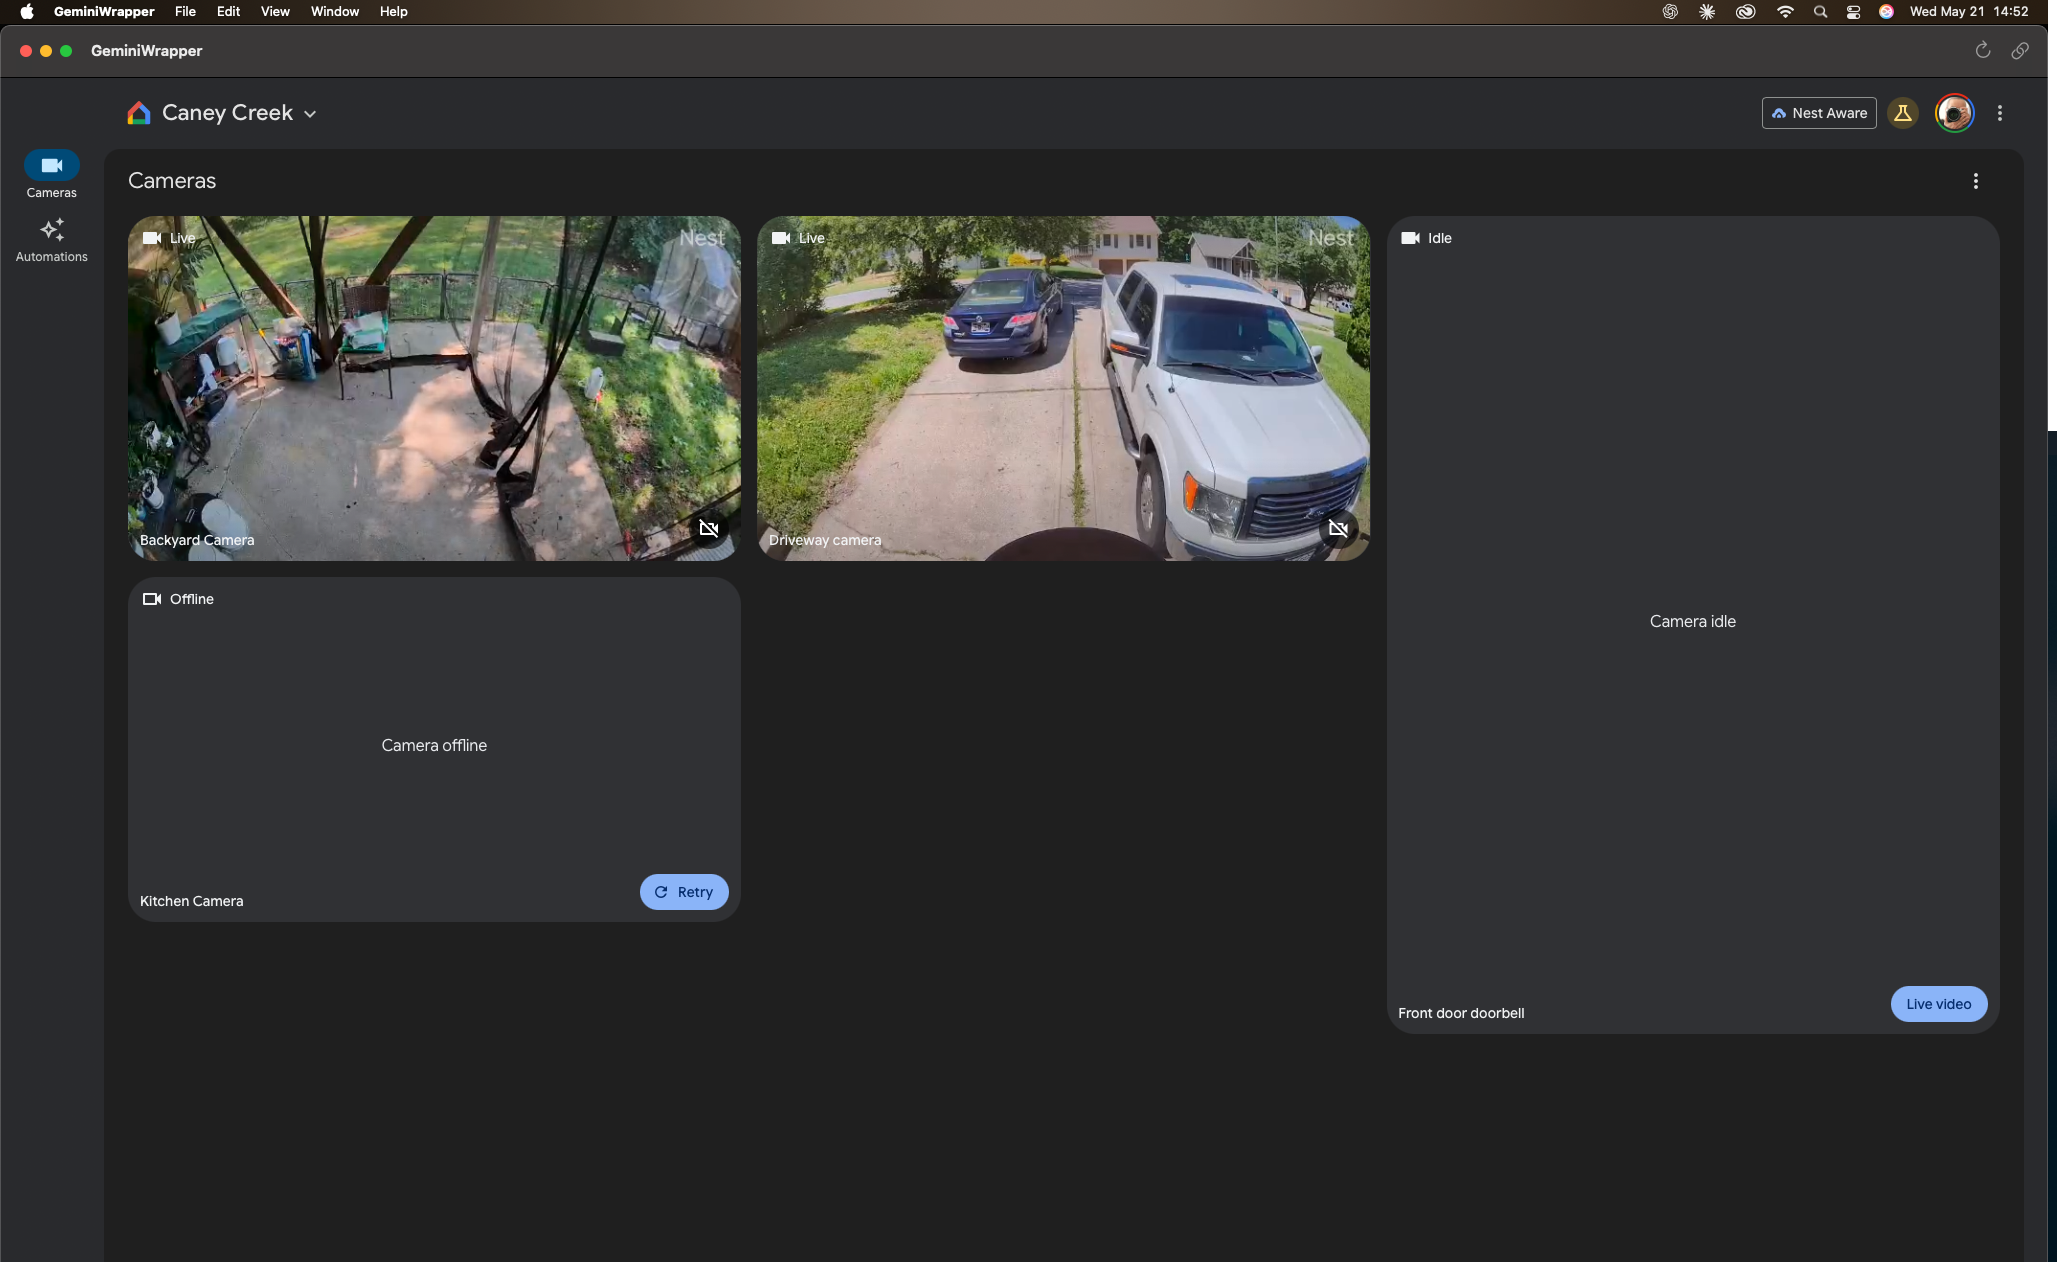 GeminiWrapper File Edit View Window Help Wed May 21 14:52
GeminiWrapper
Caney Creek
Nest Aware
Cameras
Automations
Cameras
Live
Nest
Backyard Camera
Live
Nest
Driveway camera
Idle
Camera idle
Front door doorbell
Live video
Offline
Camera offline
Kitchen Camera
Retry